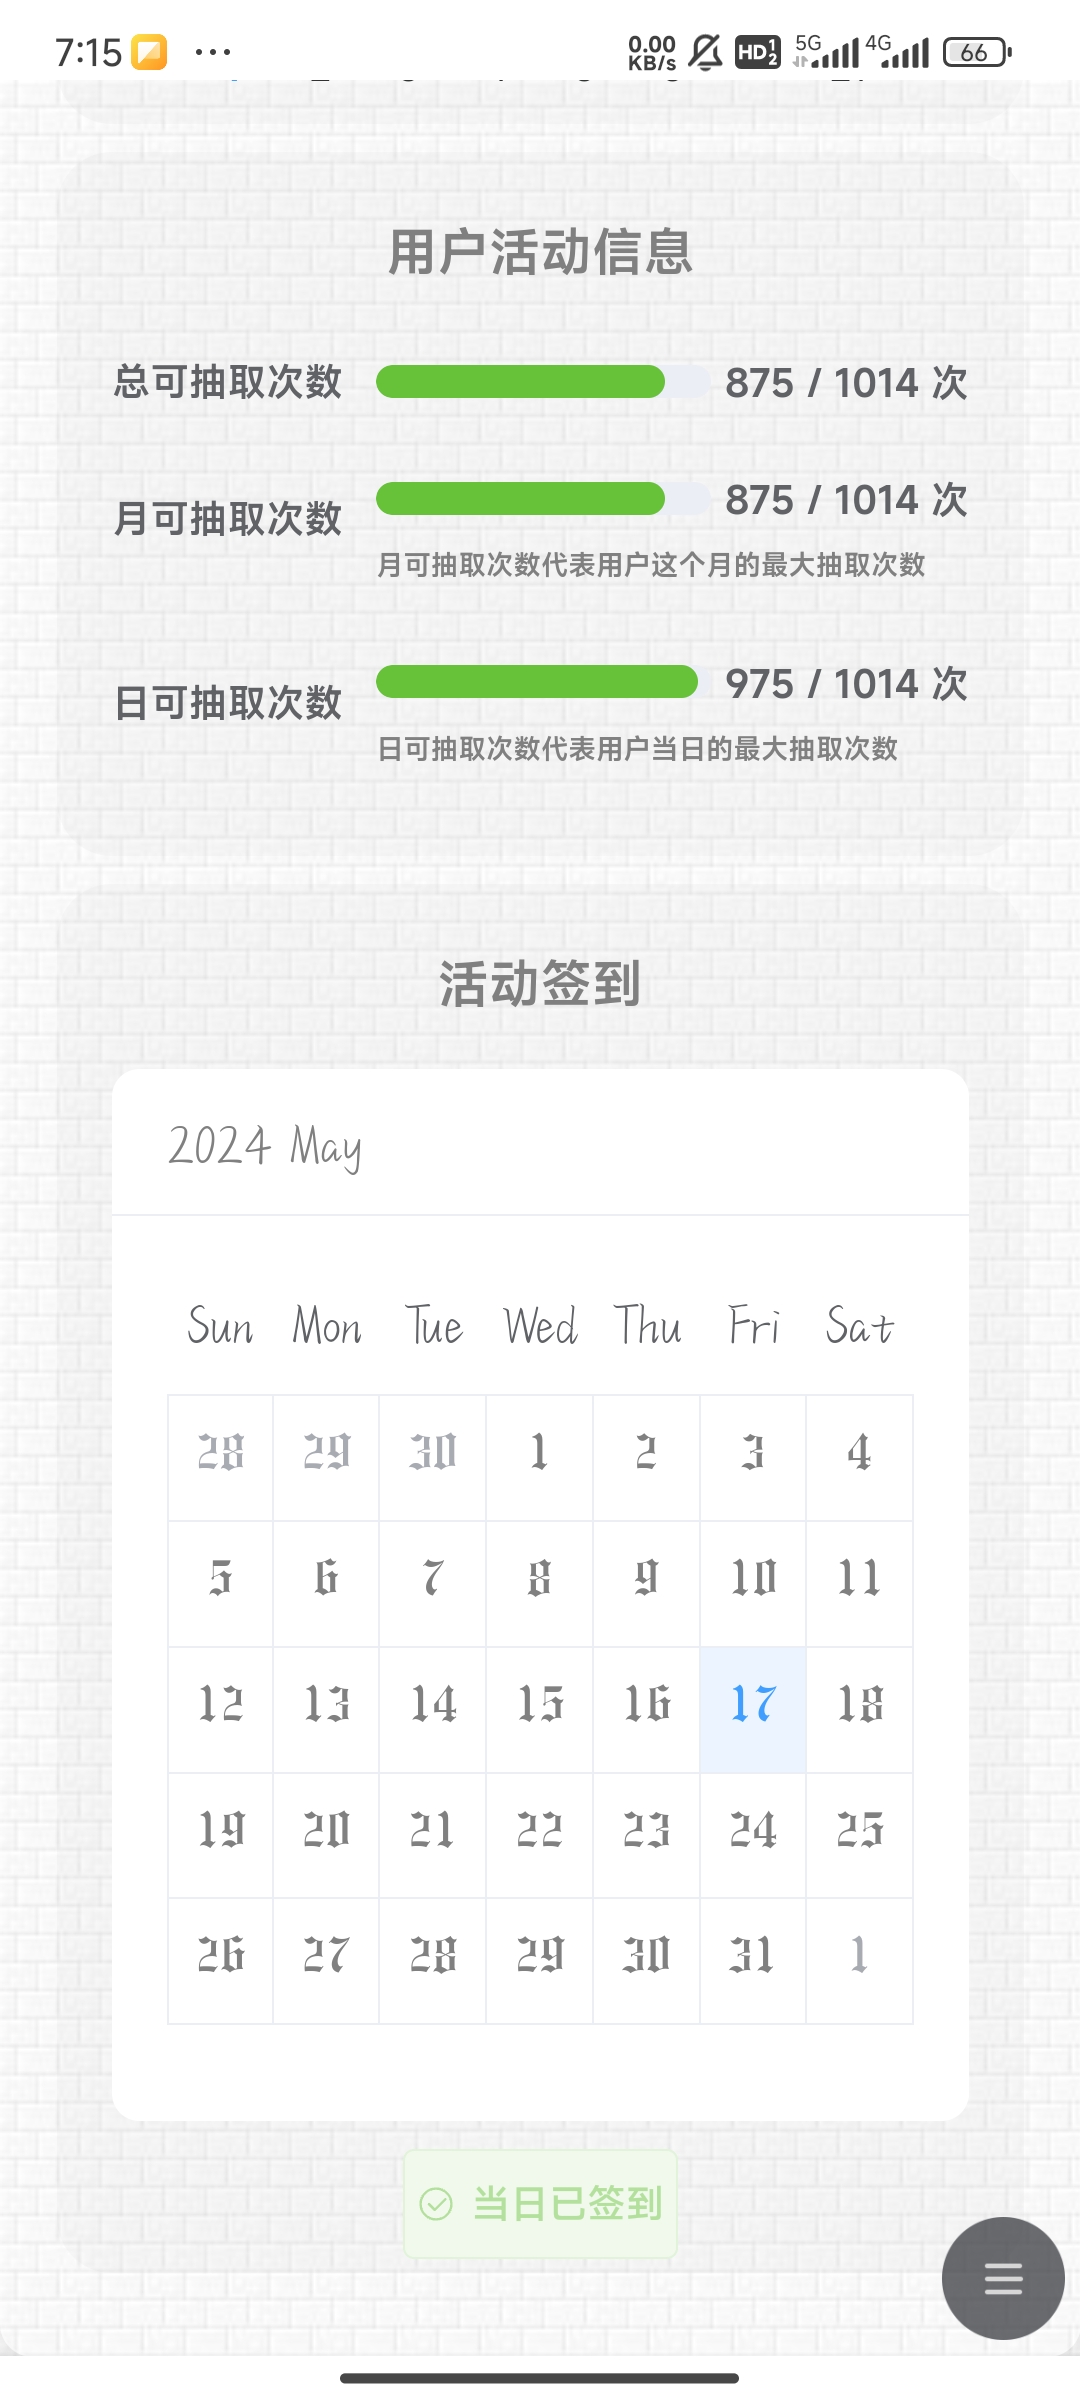 7:15 ... 0.00 KB/s HD 1 2 5G 4G 66
用户活动信息
总可抽取次数 875 / 1014 次
月可抽取次数 875 / 1014 次
月可抽取次数代表用户这个月的最大抽取次数
日可抽取次数 975 / 1014 次
日可抽取次数代表用户当日的最大抽取次数
活动签到
2024 May
Sun Mon Tue Wed Thu Fri Sat
28 29 30 1 2 3 4
5 6 7 8 9 10 11
12 13 14 15 16 17 18
19 20 21 22 23 24 25
26 27 28 29 30 31 1
当日已签到